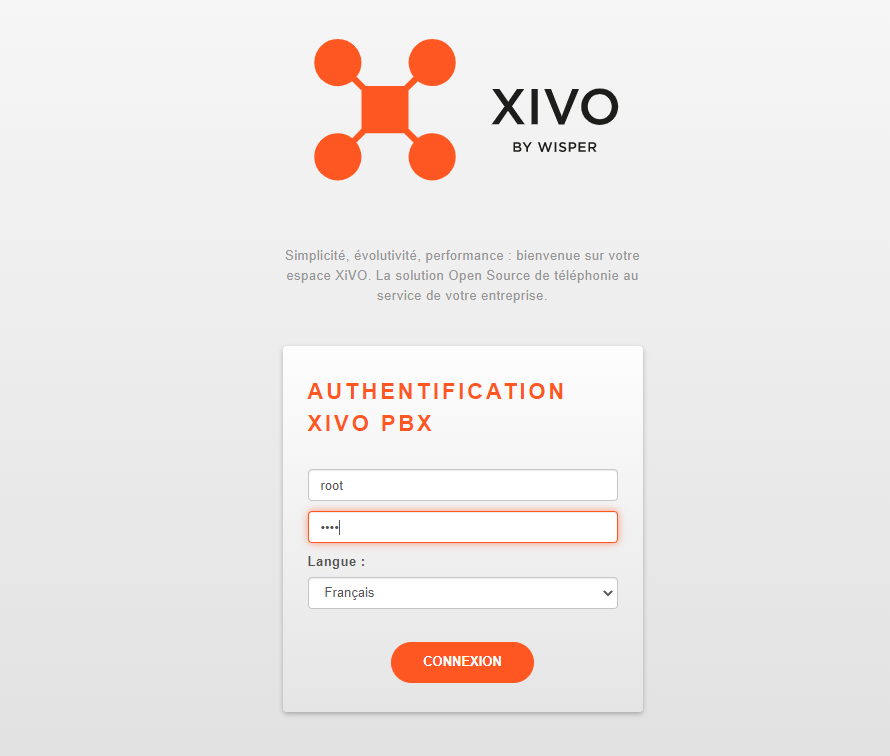 XIVO
BY WISPER
Simplicité, évolutivité, performance : bienvenue sur votre
espace XiVO. La solution Open Source de téléphonie au
service de votre entreprise.
AUTHENTIFICATION
XIVO PBX
root
••••
Langue :
Français
CONNEXION